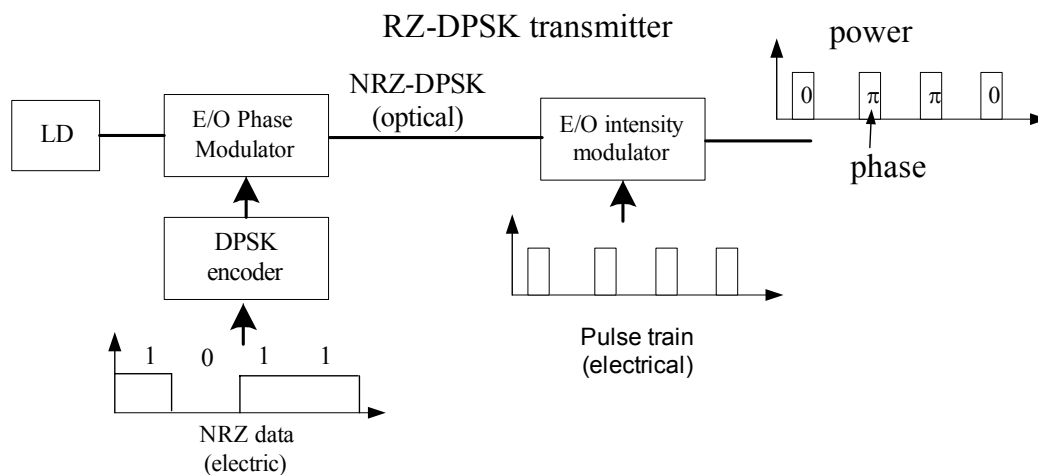 RZ-DPSK transmitter
power
0 π π 0
phase
LD
E/O Phase
Modulator
NRZ-DPSK
(optical)
E/O intensity
modulator
DPSK
encoder
1 0 1 1
NRZ data
(electric)
Pulse train
(electrical)